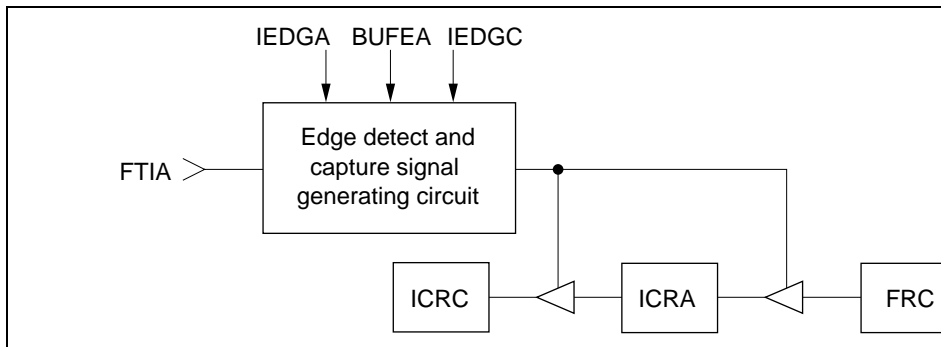 IEDGA BUFEA IEDGC
FTIA
Edge detect and
capture signal
generating circuit
ICRC ICRA FRC